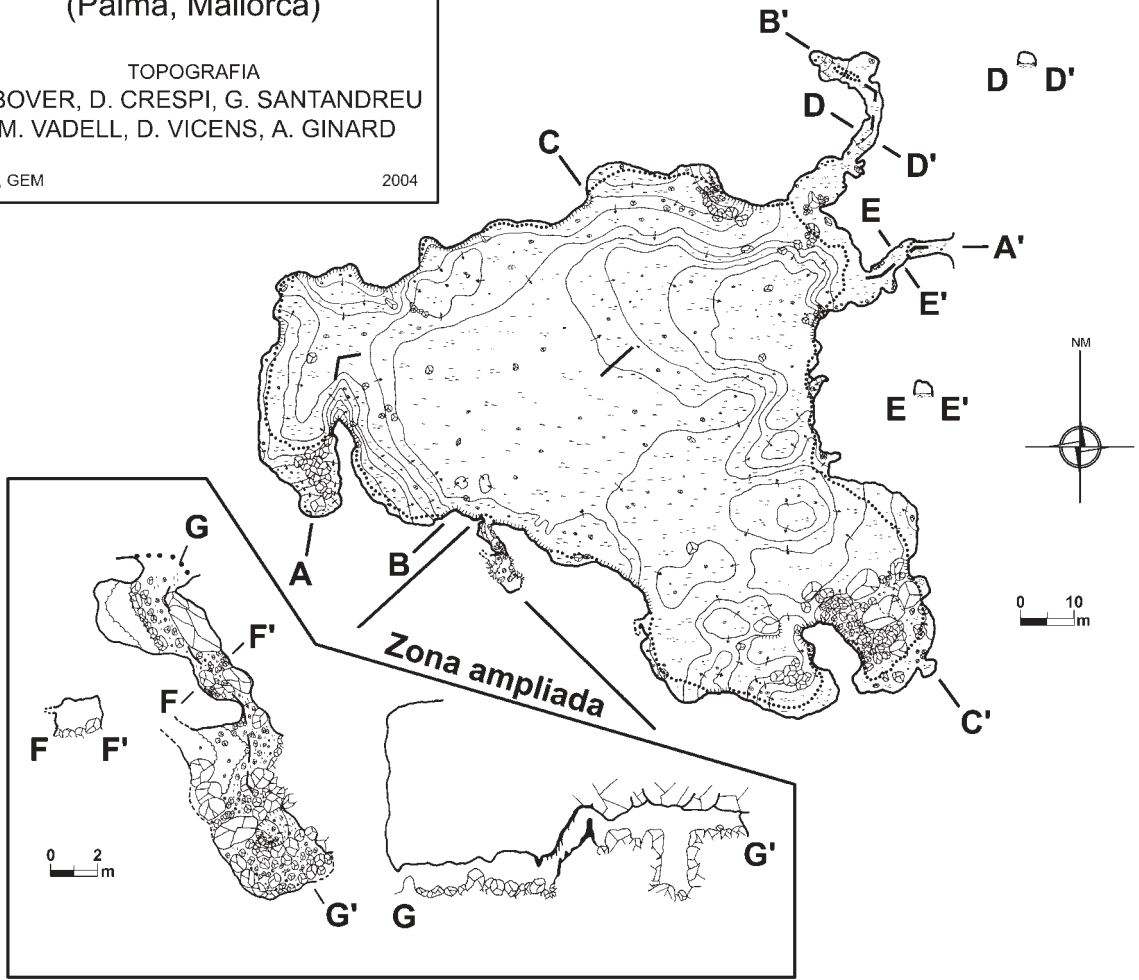 (Palma, Mallorca)
TOPOGRAFIA
BOVER, D. CRESPI, G. SANTANDREU
M. VADELL, D. VICENS, A. GINARD
, GEM 2004
B'
D D'
D
C
D'
E
A'
E'
NM
E E'
0 10
m
A
B
G
F'
Zona ampliada
F
C'
F F'
0 2
m
G'
G'
G